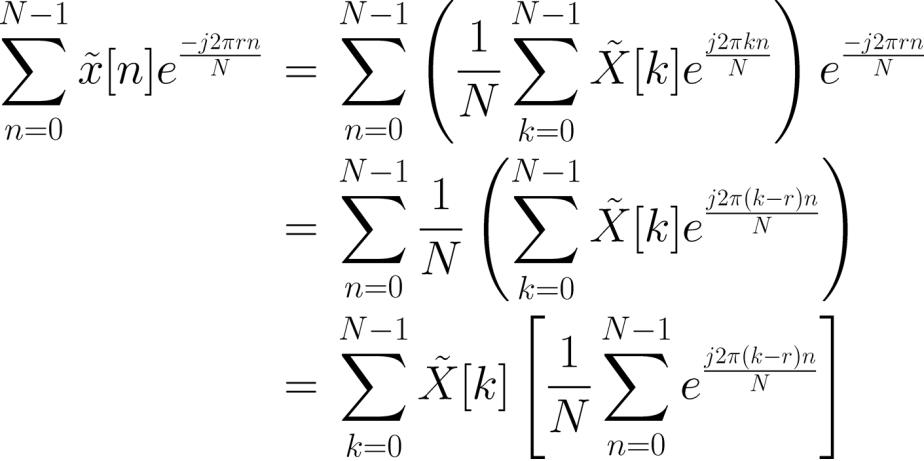 \sum_{n=0}^{N-1} \tilde{x}[n] e^{\frac{-j2\pi rn}{N}} = \sum_{n=0}^{N-1} \left( \frac{1}{N} \sum_{k=0}^{N-1} \tilde{X}[k] e^{\frac{j2\pi kn}{N}} \right) e^{\frac{-j2\pi rn}{N}}
= \sum_{n=0}^{N-1} \frac{1}{N} \left( \sum_{k=0}^{N-1} \tilde{X}[k] e^{\frac{j2\pi(k-r)n}{N}} \right)
= \sum_{k=0}^{N-1} \tilde{X}[k] \left[ \frac{1}{N} \sum_{n=0}^{N-1} e^{\frac{j2\pi(k-r)n}{N}} \right]